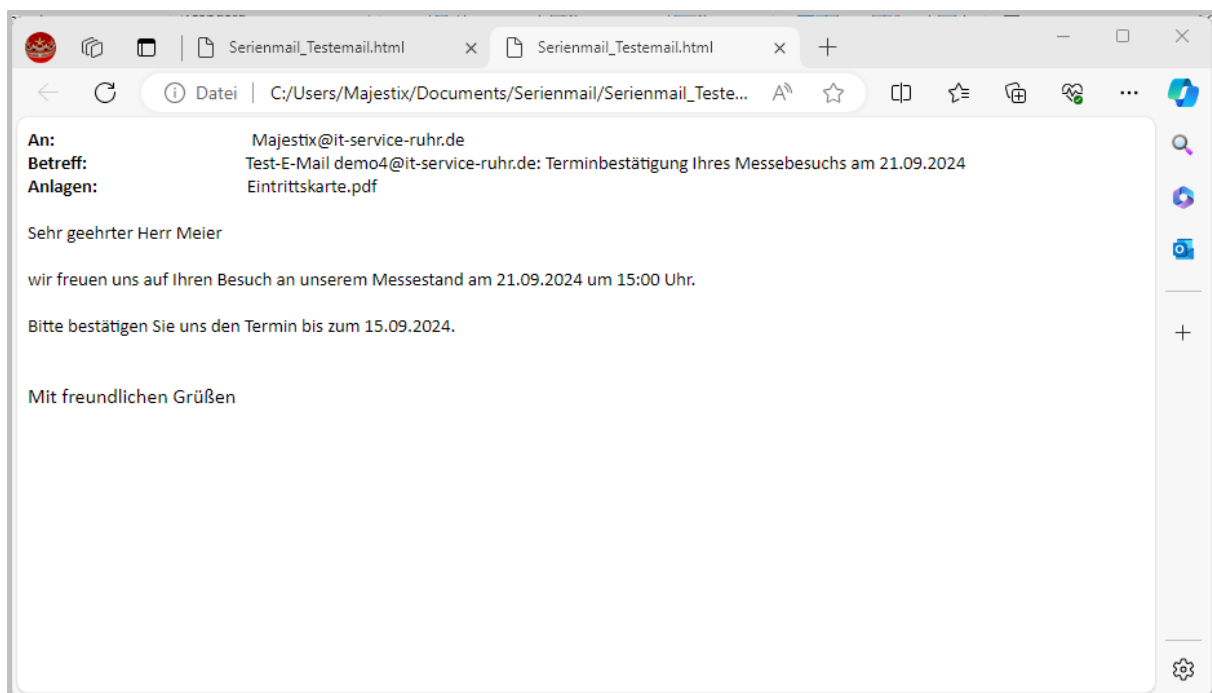 Serienmail_Testemail.html
Serienmail_Testemail.html
Datei C:/Users/Majestix/Documents/Serienmail/Serienmail_Teste...
An: Majestix@it-service-ruhr.de
Betreff: Test-E-Mail demo4@it-service-ruhr.de: Terminbestätigung Ihres Messebesuchs am 21.09.2024
Anlagen: Eintrittskarte.pdf
Sehr geehrter Herr Meier
wir freuen uns auf Ihren Besuch an unserem Messestand am 21.09.2024 um 15:00 Uhr.
Bitte bestätigen Sie uns den Termin bis zum 15.09.2024.
Mit freundlichen Grüßen